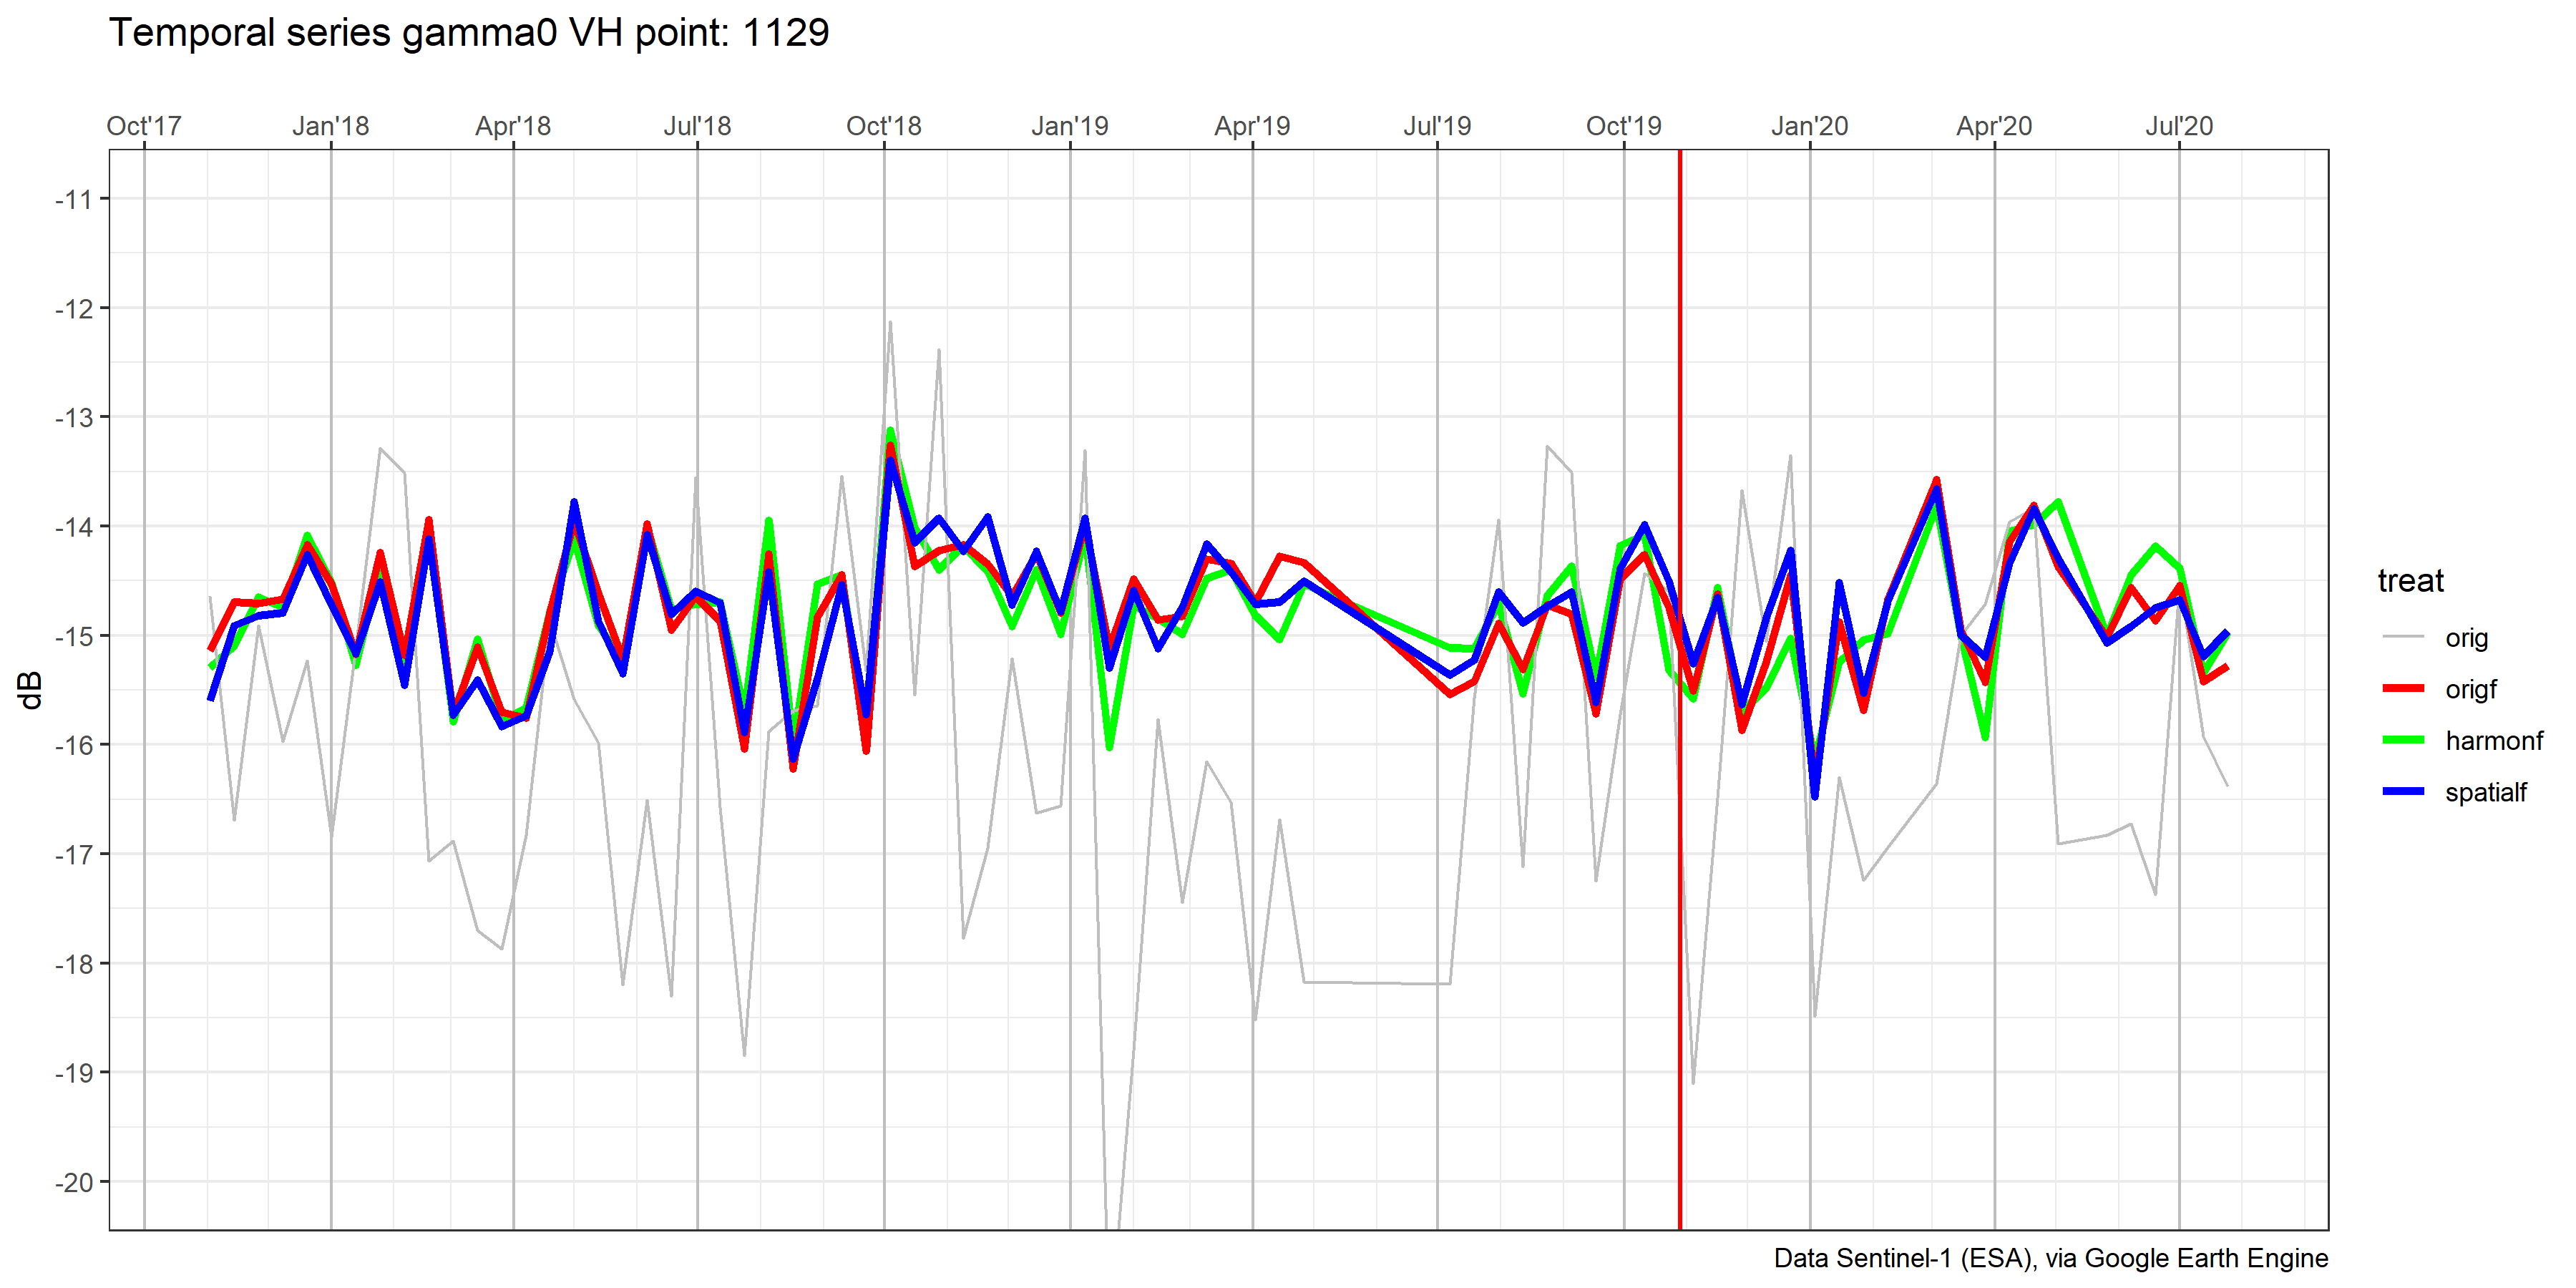 Temporal series gamma0 VH point: 1129
Oct'17 Jan'18 Apr'18 Jul'18 Oct'18 Jan'19 Apr'19 Jul'19 Oct'19 Jan'20 Apr'20 Jul'20
-11
-12
-13
-14
-15
-16
-17
-18
-19
-20
dB
treat
orig
origf
harmonf
spatialf
Data Sentinel-1 (ESA), via Google Earth Engine